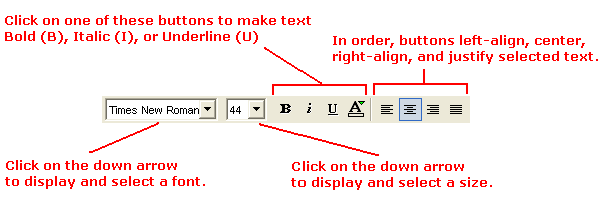 Click on one of these buttons to make text
Bold (B), Italic (I), or Underline (U)
In order, buttons left-align, center,
right-align, and justify selected text.
Times New Roman 44 B i U A
Click on the down arrow
to display and select a font.
Click on the down arrow
to display and select a size.